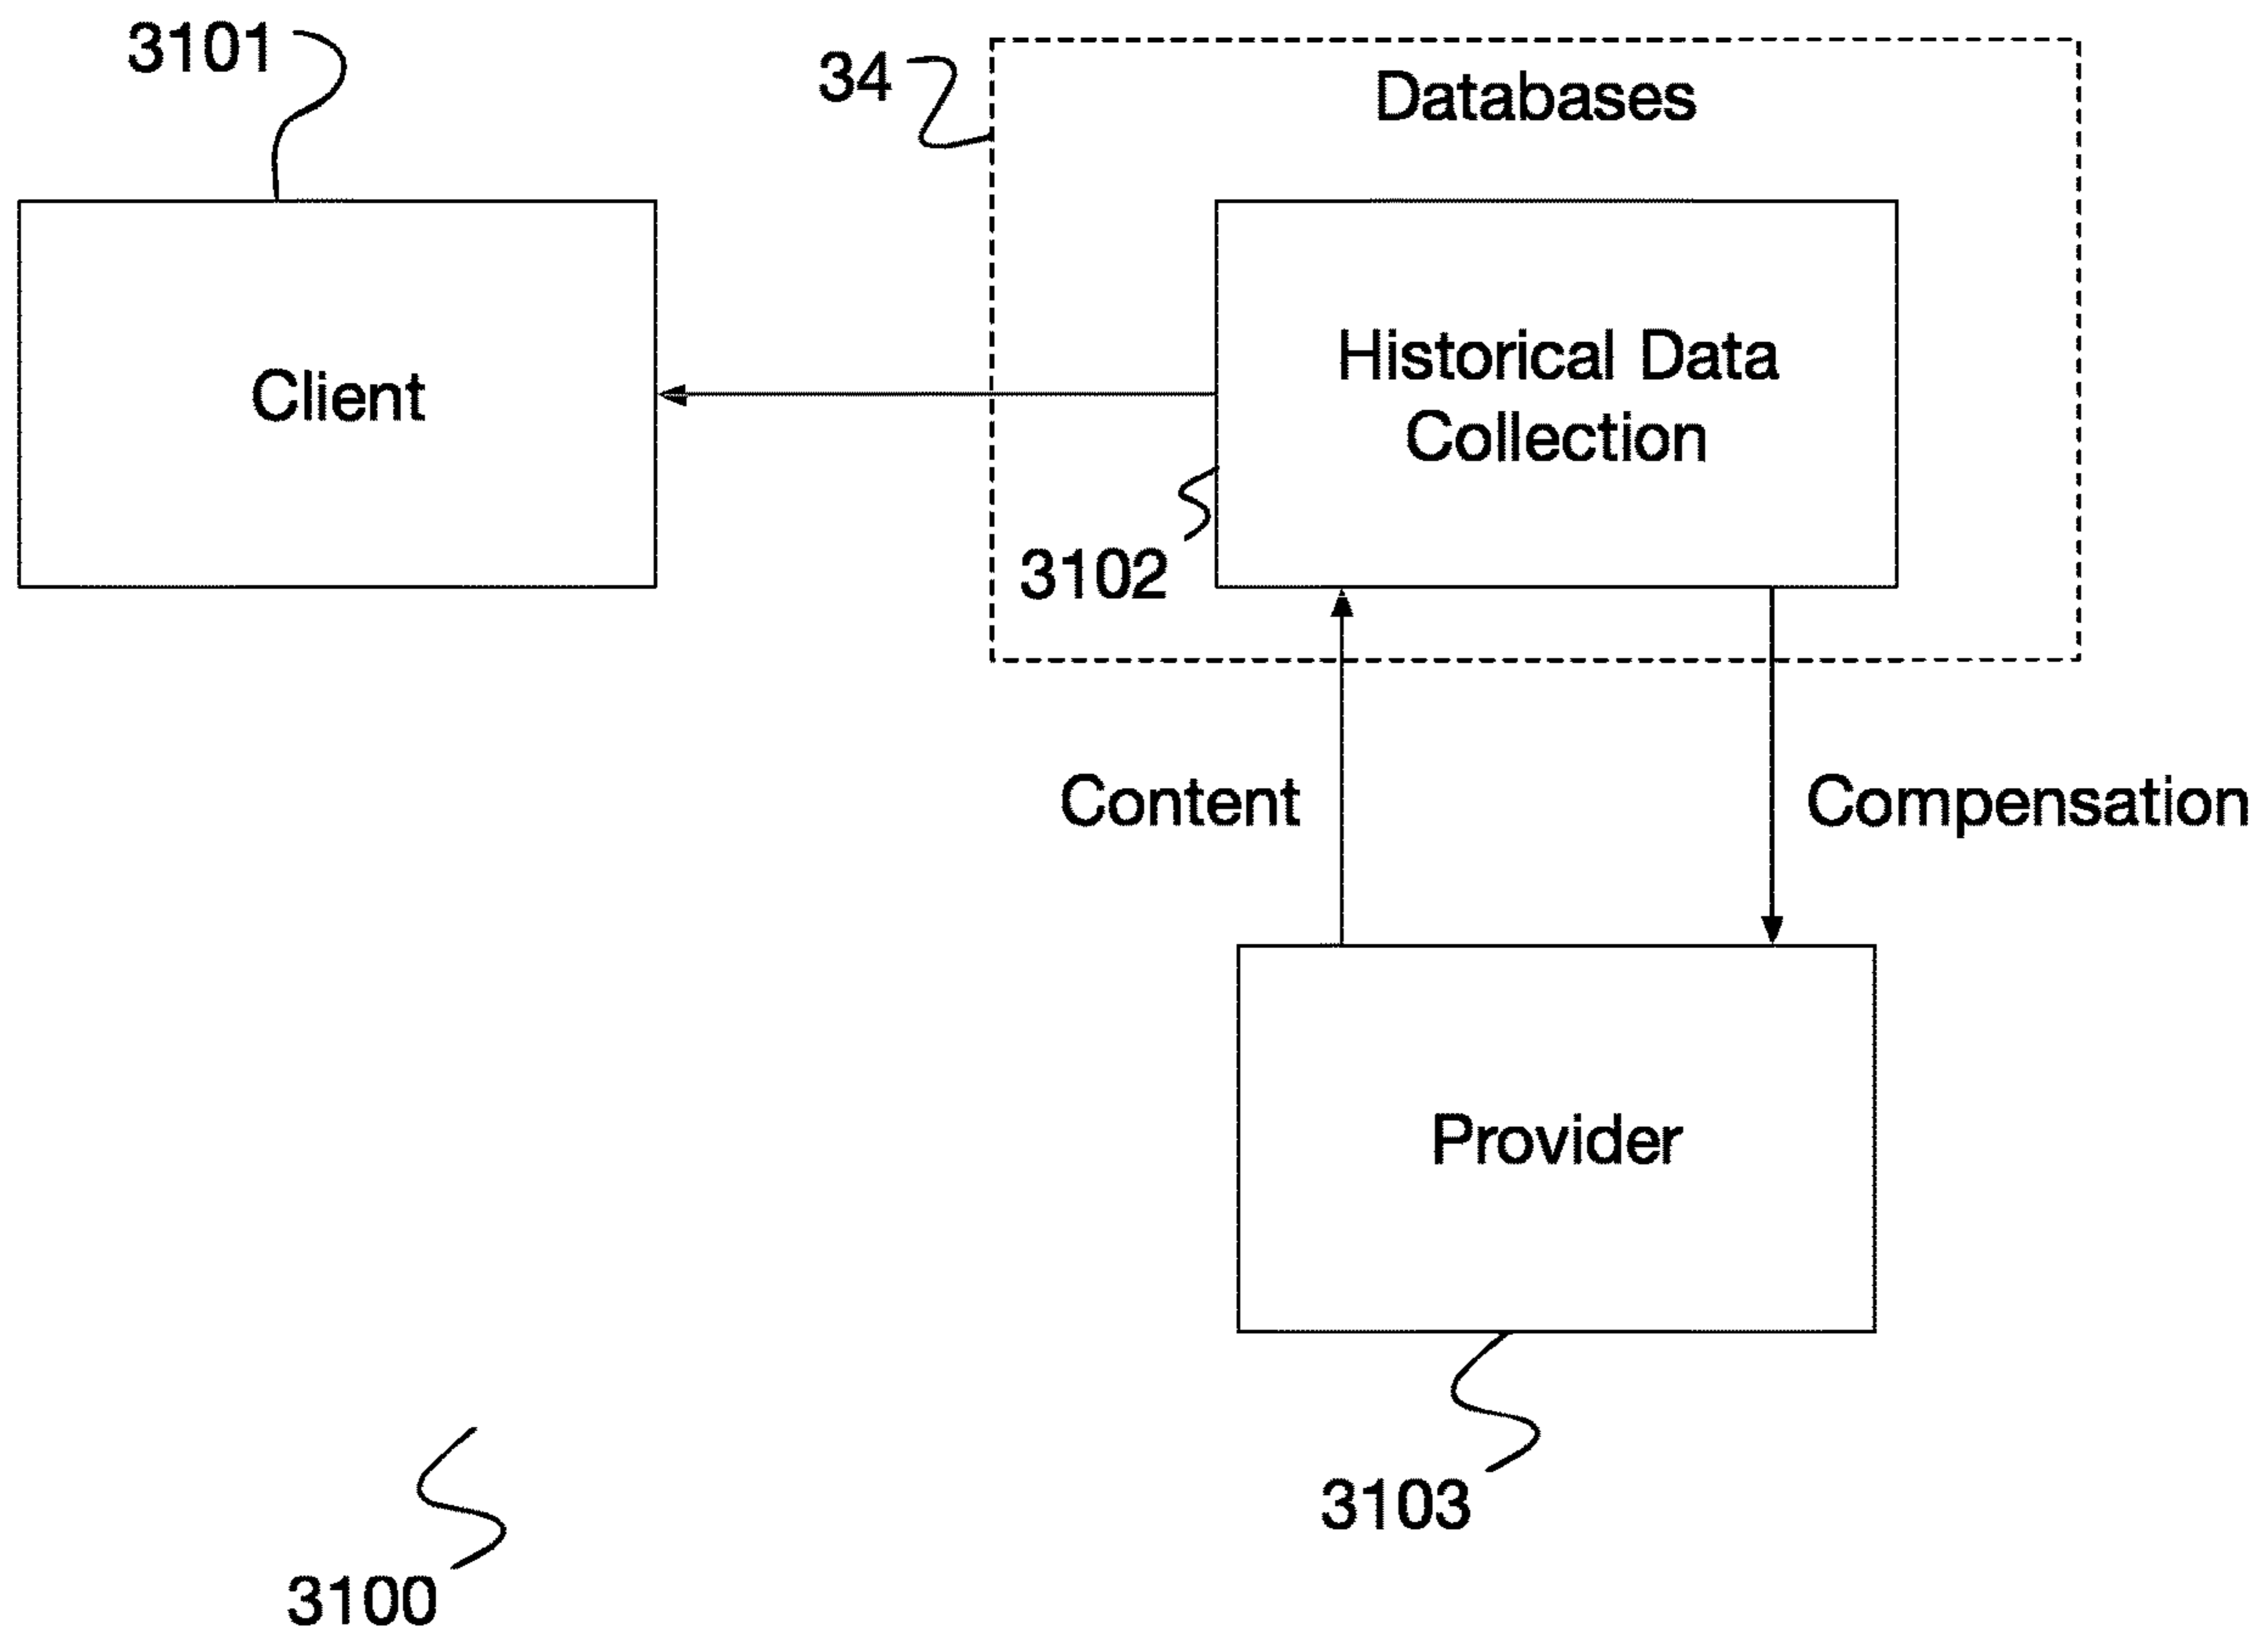 3101
34
Databases
Client
Historical Data
Collection
3102
Content
Compensation
Provider
3103
3100